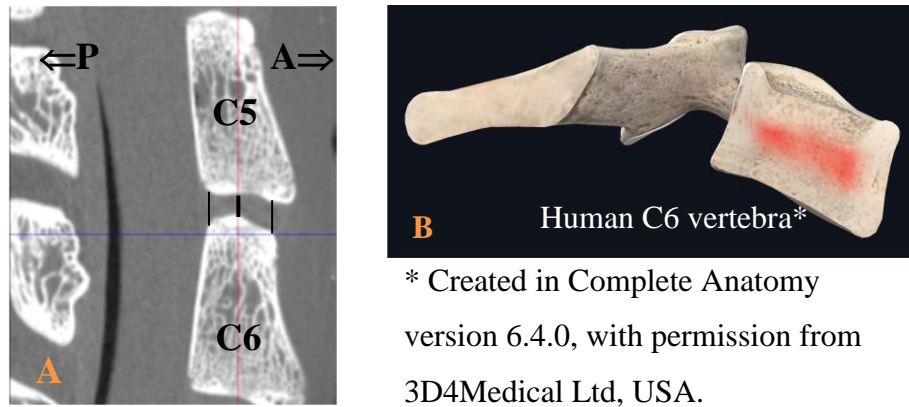 ⇐P
A⇒
C5
C6
A
B
Human C6 vertebra*
* Created in Complete Anatomy
version 6.4.0, with permission from
3D4Medical Ltd, USA.